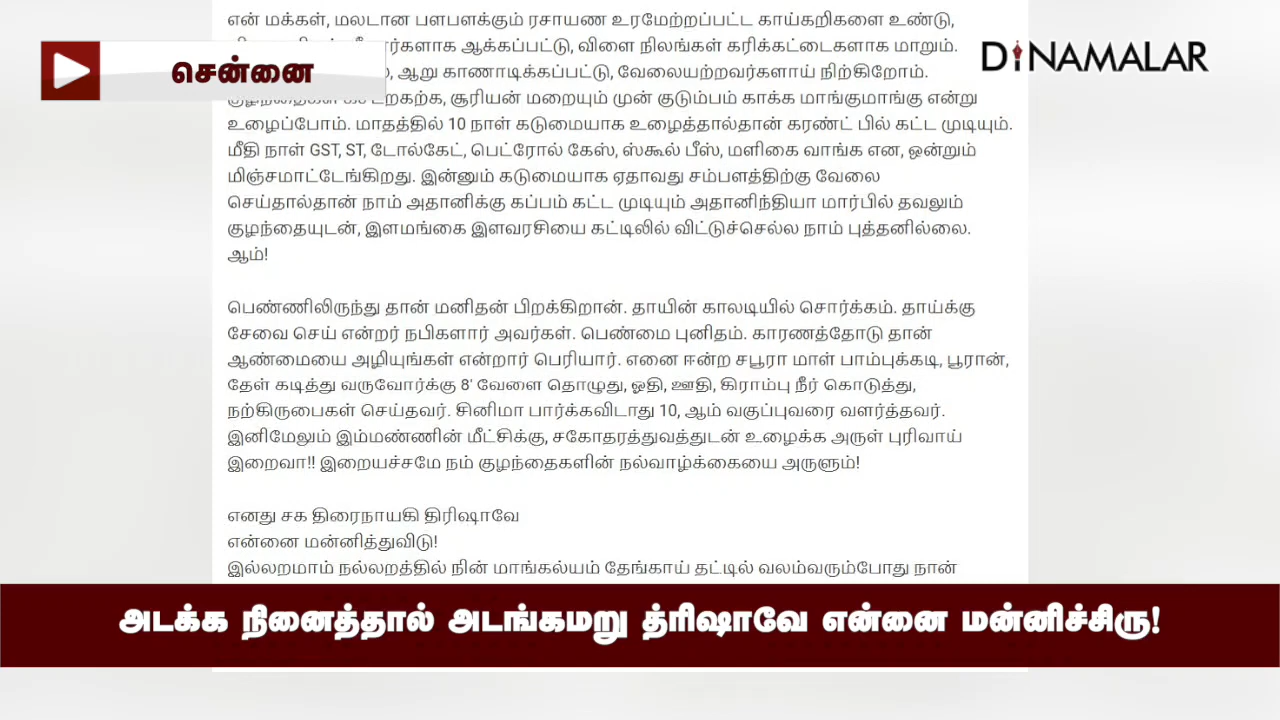 என் மக்கள், மலடான பளபளக்கும் ரசாயண உரமேற்றப்பட்ட காய்கறிகளை உண்டு,
ஆக்கப்பட்டு, விளை நிலங்கள் கரிக்கட்டைகளாக மாறும்.
DINAMALAR
சென்னை
ஆறு காணாடிக்கப்பட்டு, வேலையற்றவர்களாய் நிற்கிறோம்.
சூரியன் மறையும் முன் குடும்பம் காக்க மாங்குமாங்கு என்று
உழைப்போம். மாதத்தில் 10 நாள் கடுமையாக உழைத்தால்தான் கரண்ட் பில் கட்ட முடியும்.
மீதி நாள் GST, ST, டோல்கேட், பெட்ரோல் கேஸ், ஸ்கூல் பீஸ், மளிகை வாங்க என, ஒன்றும்
மிஞ்சமாட்டேங்கிறது. இன்னும் கடுமையாக ஏதாவது சம்பளத்திற்கு வேலை
செய்தால்தான் நாம் அதானிக்கு கப்பம் கட்ட முடியும் அதானிந்தியா மார்பில் தவலும்
குழந்தையுடன், இளமங்கை இளவரசியை கட்டிலில் விட்டுச்செல்ல நாம் புத்தனில்லை.
ஆம்!
பெண்ணிலிருந்து தான் மனிதன் பிறக்கிறான். தாயின் காலடியில் சொர்க்கம். தாய்க்கு
சேவை செய் என்றர் நபிகளார் அவர்கள். பெண்மை புனிதம். காரணத்தோடு தான்
ஆண்மையை அழியுங்கள் என்றார் பெரியார். எனை ஈன்ற சபூரா மாள் பாம்புக்கடி, பூரான்,
தேள் கடித்து வருவோர்க்கு 8' வேளை தொழுது, ஓதி, ஊதி, கிராம்பு நீர் கொடுத்து,
நற்கிருபைகள் செய்தவர். சினிமா பார்க்கவிடாது 10, ஆம் வகுப்புவரை வளர்த்தவர்.
இனிமேலும் இம்மண்ணின் மீட்சிக்கு, சகோதரத்துவத்துடன் உழைக்க அருள் புரிவாய்
இறைவா!! இறையச்சமே நம் குழந்தைகளின் நல்வாழ்க்கையை அருளும்!
எனது சக திரைநாயகி திரிஷாவே
என்னை மன்னித்துவிடு!
இல்லறமாம் நல்லறத்தில் நின் மாங்கல்யம் தேங்காய் தட்டில் வலம்வரும்போது நான்
அடக்க நினைத்தால் அடங்கமறு த்ரிஷாவே என்னை மன்னிச்சிரு!